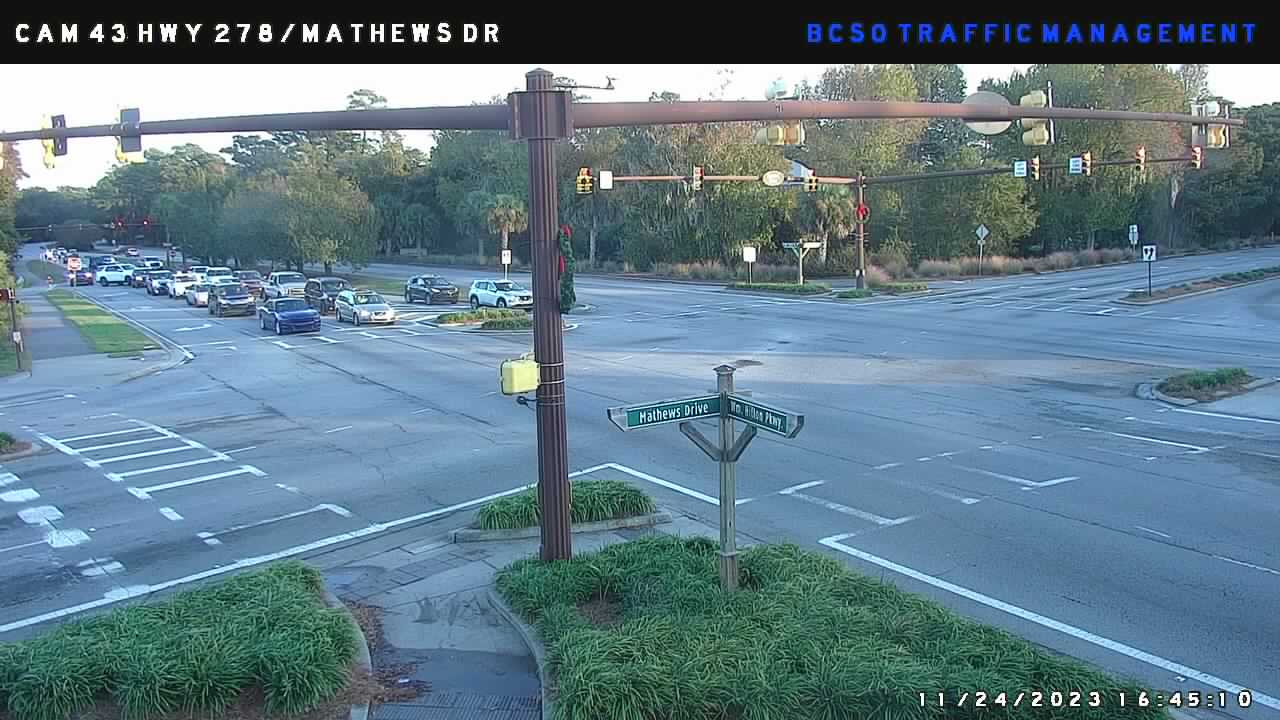 CAM 43 HWY 278/MATHEWS DR
BCSO TRAFFIC MANAGEMENT
Mathews Drive
Wm. Hilton Pkwy.
11/24/2023 16:45:10